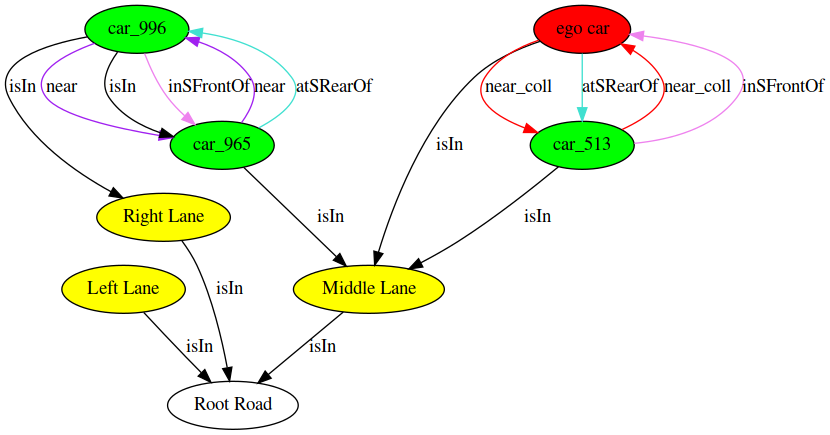 car_996
ego car
isIn
near
isIn
inSFrontOf
near
atSRearOf
near_coll
atSRearOf
near_coll
inSFrontOf
car_965
car_513
isIn
Right Lane
isIn
isIn
Left Lane
isIn
Middle Lane
isIn
isIn
Root Road